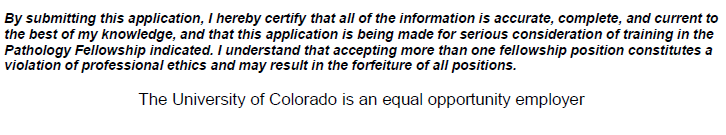 By submitting this application, I hereby certify that all of the information is accurate, complete, and current to
the best of my knowledge, and that this application is being made for serious consideration of training in the
Pathology Fellowship indicated. I understand that accepting more than one fellowship position constitutes a
violation of professional ethics and may result in the forfeiture of all positions.
The University of Colorado is an equal opportunity employer